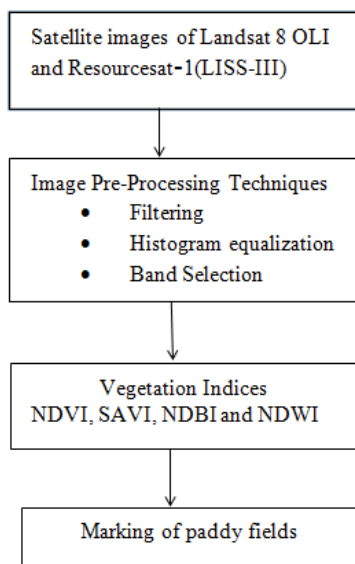 Satellite images of Landsat 8 OLI
and Resourcesat-1(LISS-III)
Image Pre-Processing Techniques
• Filtering
• Histogram equalization
• Band Selection
Vegetation Indices
NDVI, SAVI, NDBI and NDWI
Marking of paddy fields